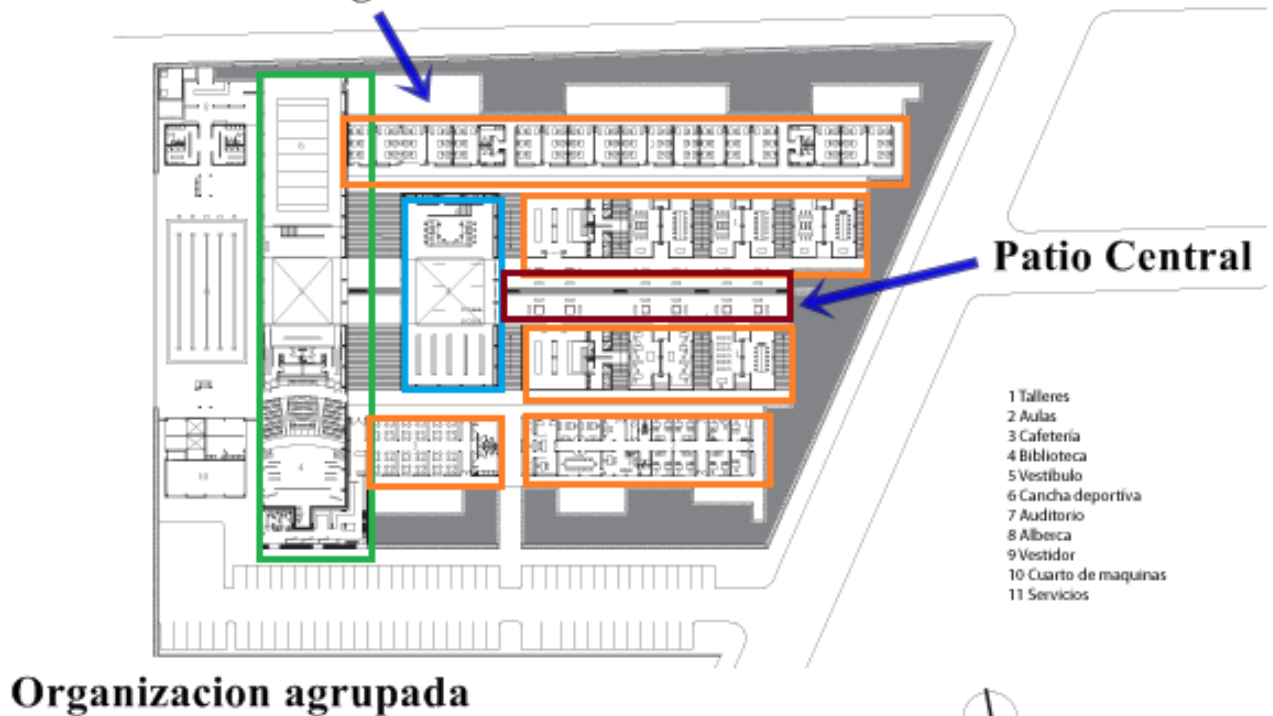 Patio Central
1 Talleres
2 Aulas
3 Cafetería
4 Biblioteca
5 Vestíbulo
6 Cancha deportiva
7 Auditorio
8 Alberca
9 Vestidor
10 Cuarto de maquinas
11 Servicios
Organizacion agrupada